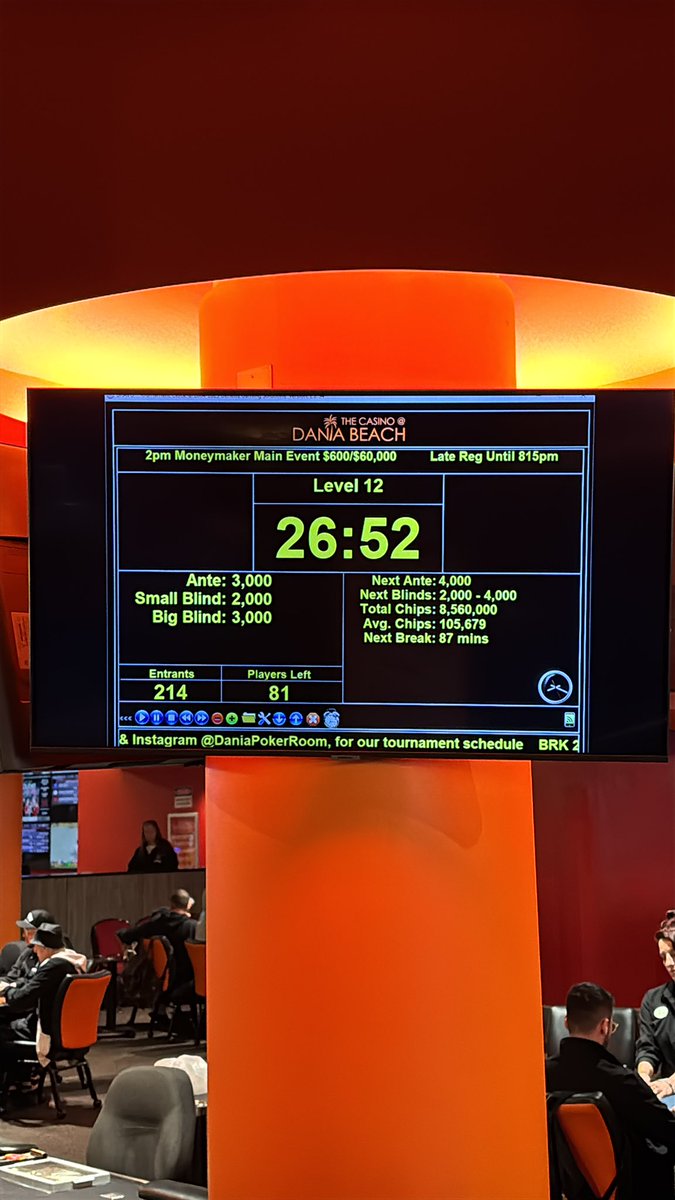 THE CASINO @
DANIA BEACH
2pm Moneymaker Main Event $600/$60,000 Late Reg Until 815pm
Level 12
26:52
Ante: 3,000
Small Blind: 2,000
Big Blind: 3,000
Next Ante: 4,000
Next Blinds: 2,000 - 4,000
Total Chips: 8,560,000
Avg. Chips: 105,679
Next Break: 87 mins
Entrants Players Left
214 81
& Instagram @DaniaPokerRoom, for our tournament schedule BRK 2